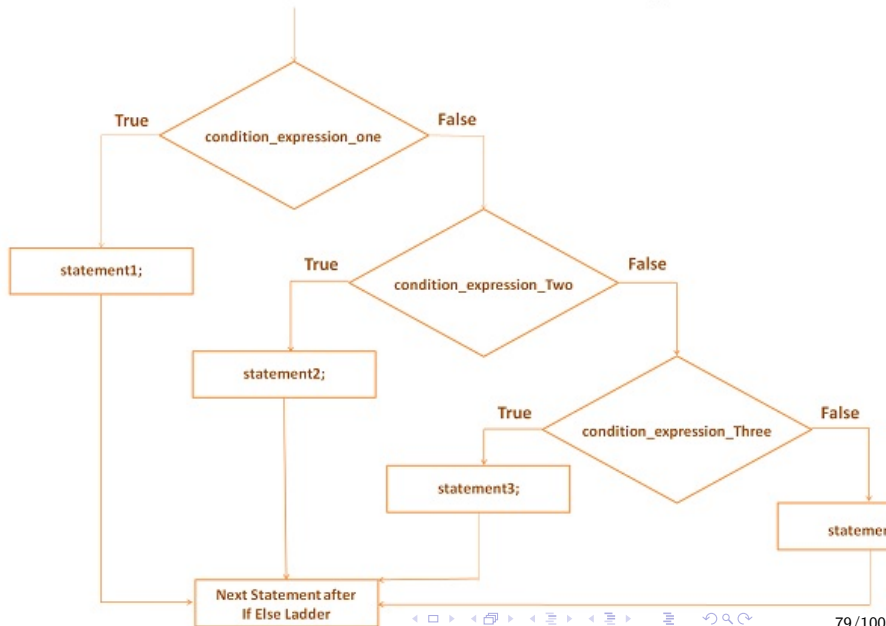 True
False
condition_expression_one
statement1;
True
False
condition_expression_Two
statement2;
True
False
condition_expression_Three
statement3;
Next Statement after
If Else Ladder
79/100